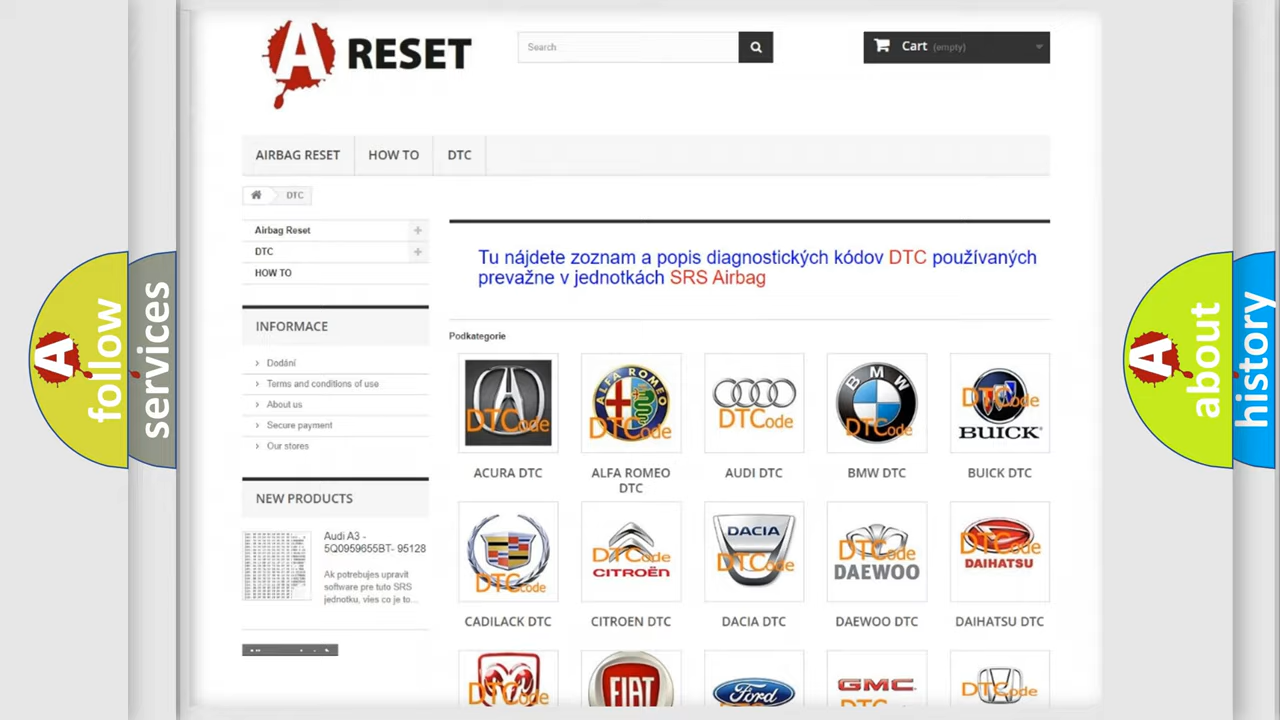 A RESET
Search
Cart (empty)
AIRBAG RESET
HOW TO
DTC
DTC
Airbag Reset
DTC
HOW TO
Tu nájdete zoznam a popis diagnostických kódov DTC používaných
prevažne v jednotkách SRS Airbag
INFORMACE
Dodání
Terms and conditions of use
About us
Secure payment
Our stores
NEW PRODUCTS
Audi A3 -
5Q0959655BT- 95128
Ak potrebujes upravit
software pre tuto SRS
jednotku, vies co je to...
Podkategorie
DTCode
ALFA ROMEO
DTCode
DTCode
BMW
DTCode
DTCode
BUICK
ACURA DTC
ALFA ROMEO
DTC
AUDI DTC
BMW DTC
BUICK DTC
DTCode
DTCode
CITROËN
DACIA
DTCode
DTCode
DAEWOO
DTCode
DAIHATSU
CADILACK DTC
CITROEN DTC
DACIA DTC
DAEWOO DTC
DAIHATSU DTC
DTCode
FIAT
Ford
GMC
DTCode
A follow
services
A about
history